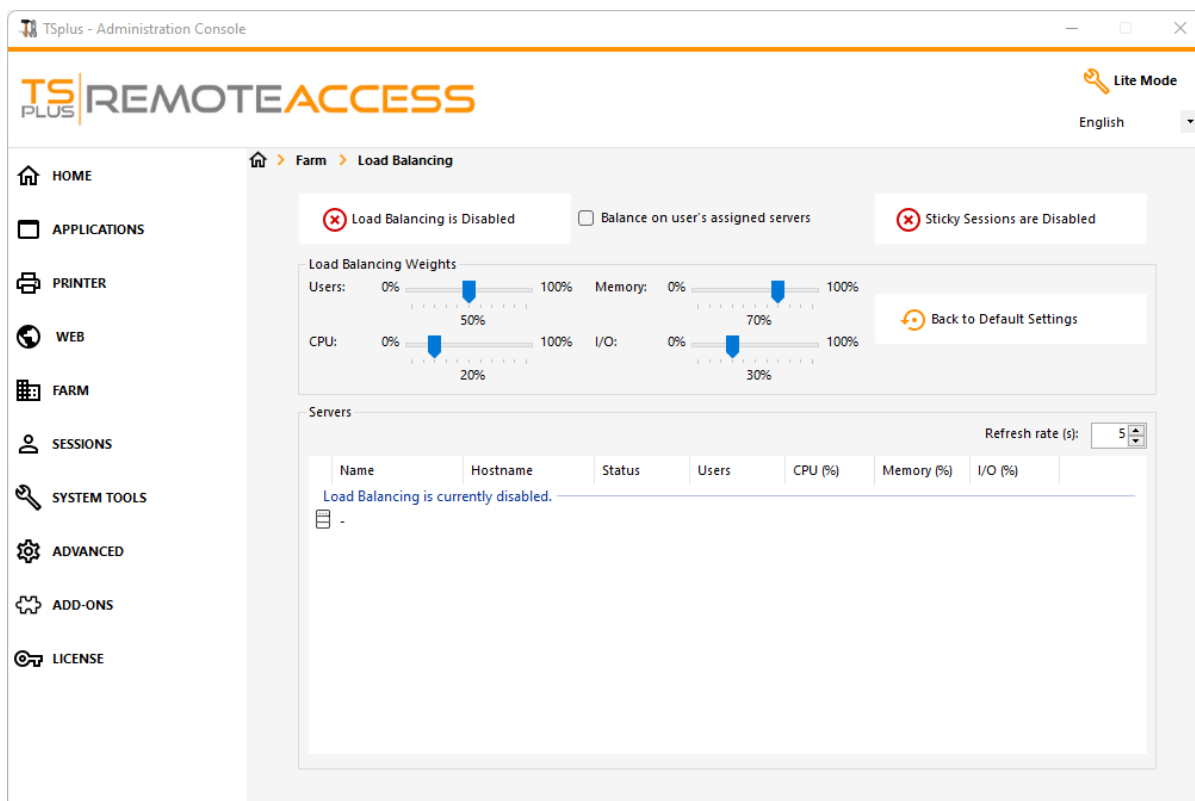 TSplus - Administration Console
TS PLUS REMOTEACCESS
Lite Mode
English
HOME
APPLICATIONS
PRINTER
WEB
FARM
SESSIONS
SYSTEM TOOLS
ADVANCED
ADD-ONS
LICENSE
Farm > Load Balancing
Load Balancing is Disabled
Balance on user's assigned servers
Sticky Sessions are Disabled
Load Balancing Weights
Users: 0% 100% Memory: 0% 100%
50% 70%
Back to Default Settings
CPU: 0% 100% I/O: 0% 100%
20% 30%
Servers
Refresh rate (s): 5
Name Hostname Status Users CPU (%) Memory (%) I/O (%)
Load Balancing is currently disabled.
-